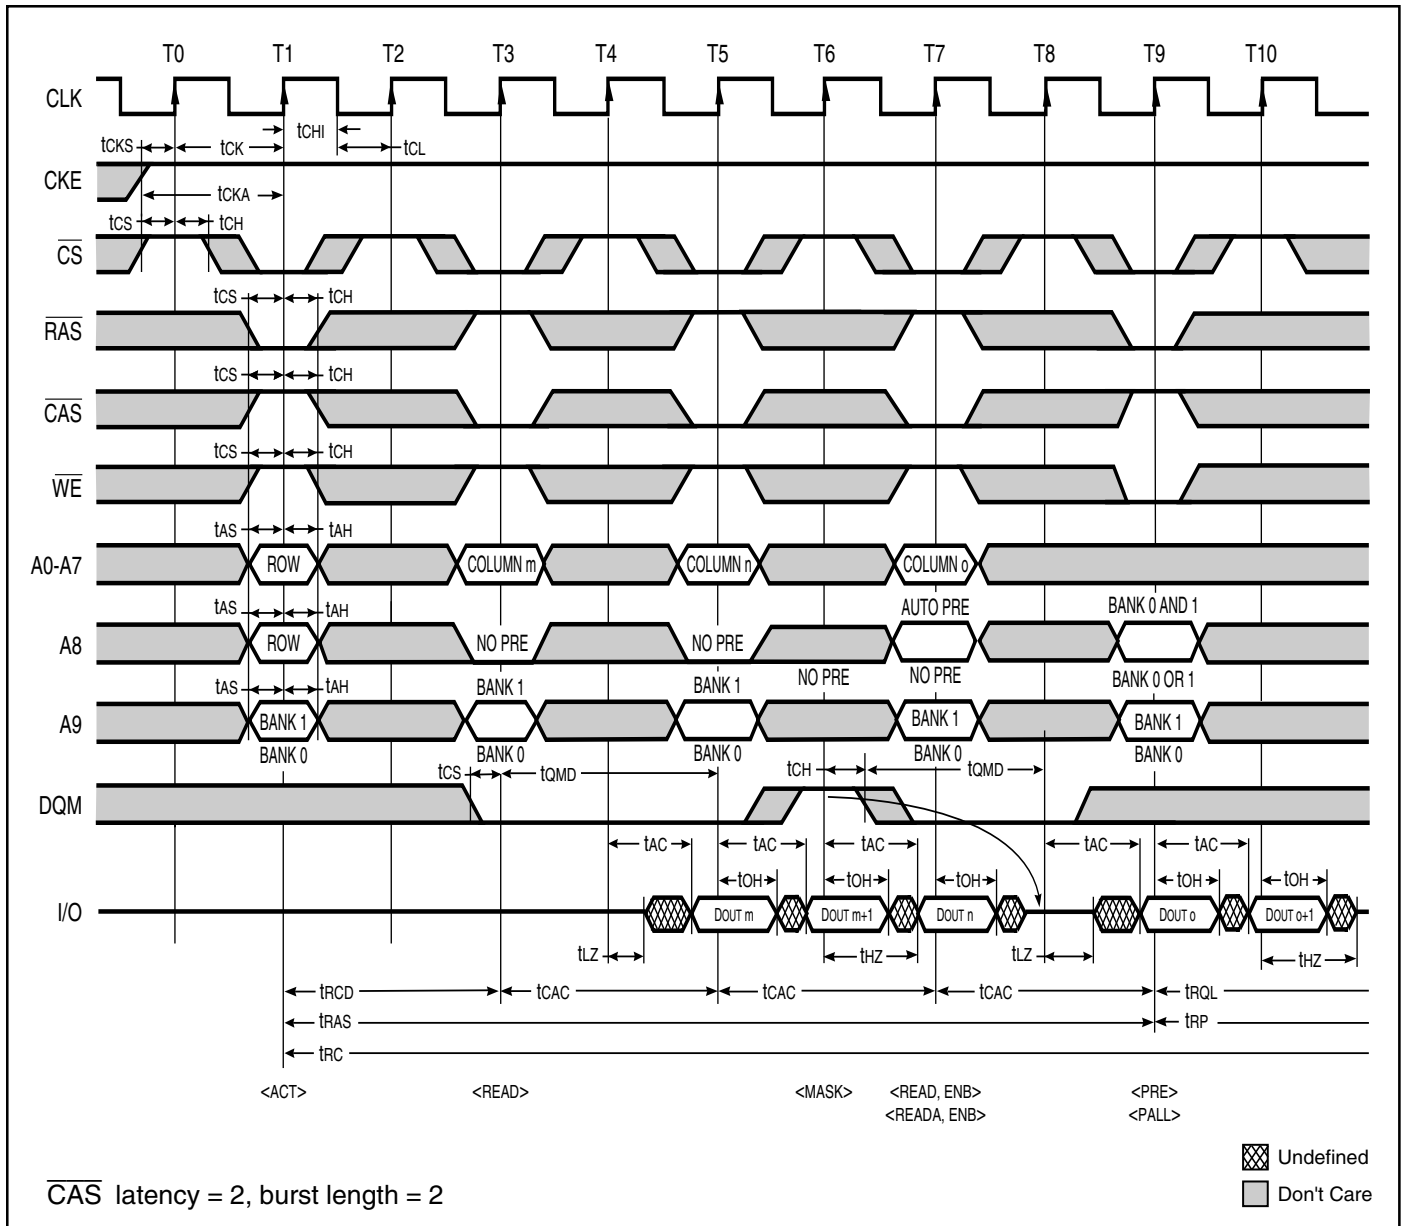 T0 T1 T2 T3 T4 T5 T6 T7 T8 T9 T10
CLK
tCHI
tCKS tCK tCL
CKE
tCKA
tCS tCH
CS
tCS tCH
RAS
tCS tCH
CAS
tCS tCH
WE
tAS tAH
A0-A7 ROW COLUMN m COLUMN n COLUMN o
tAS tAH AUTO PRE BANK 0 AND 1
A8 ROW NO PRE NO PRE
NO PRE NO PRE BANK 0 OR 1
tAS tAH BANK 1 BANK 1
A9 BANK 1 BANK 1 BANK 1
BANK 0 BANK 0 BANK 0 BANK 0 BANK 0
tCS tQMD tCH tQMD
DQM
tAC tAC tAC tAC tAC
tOH tOH tOH tOH tOH
I/O DOUT m DOUT m+1 DOUT n DOUT o DOUT o+1
tLZ tHZ tLZ tHZ
tRCD tCAC tCAC tCAC tRQL
tRAS tRP
tRC
<ACT> <READ> <MASK> <READ, ENB> <PRE>
<READA, ENB> <PALL>
Undefined
CAS latency = 2, burst length = 2 Don't Care